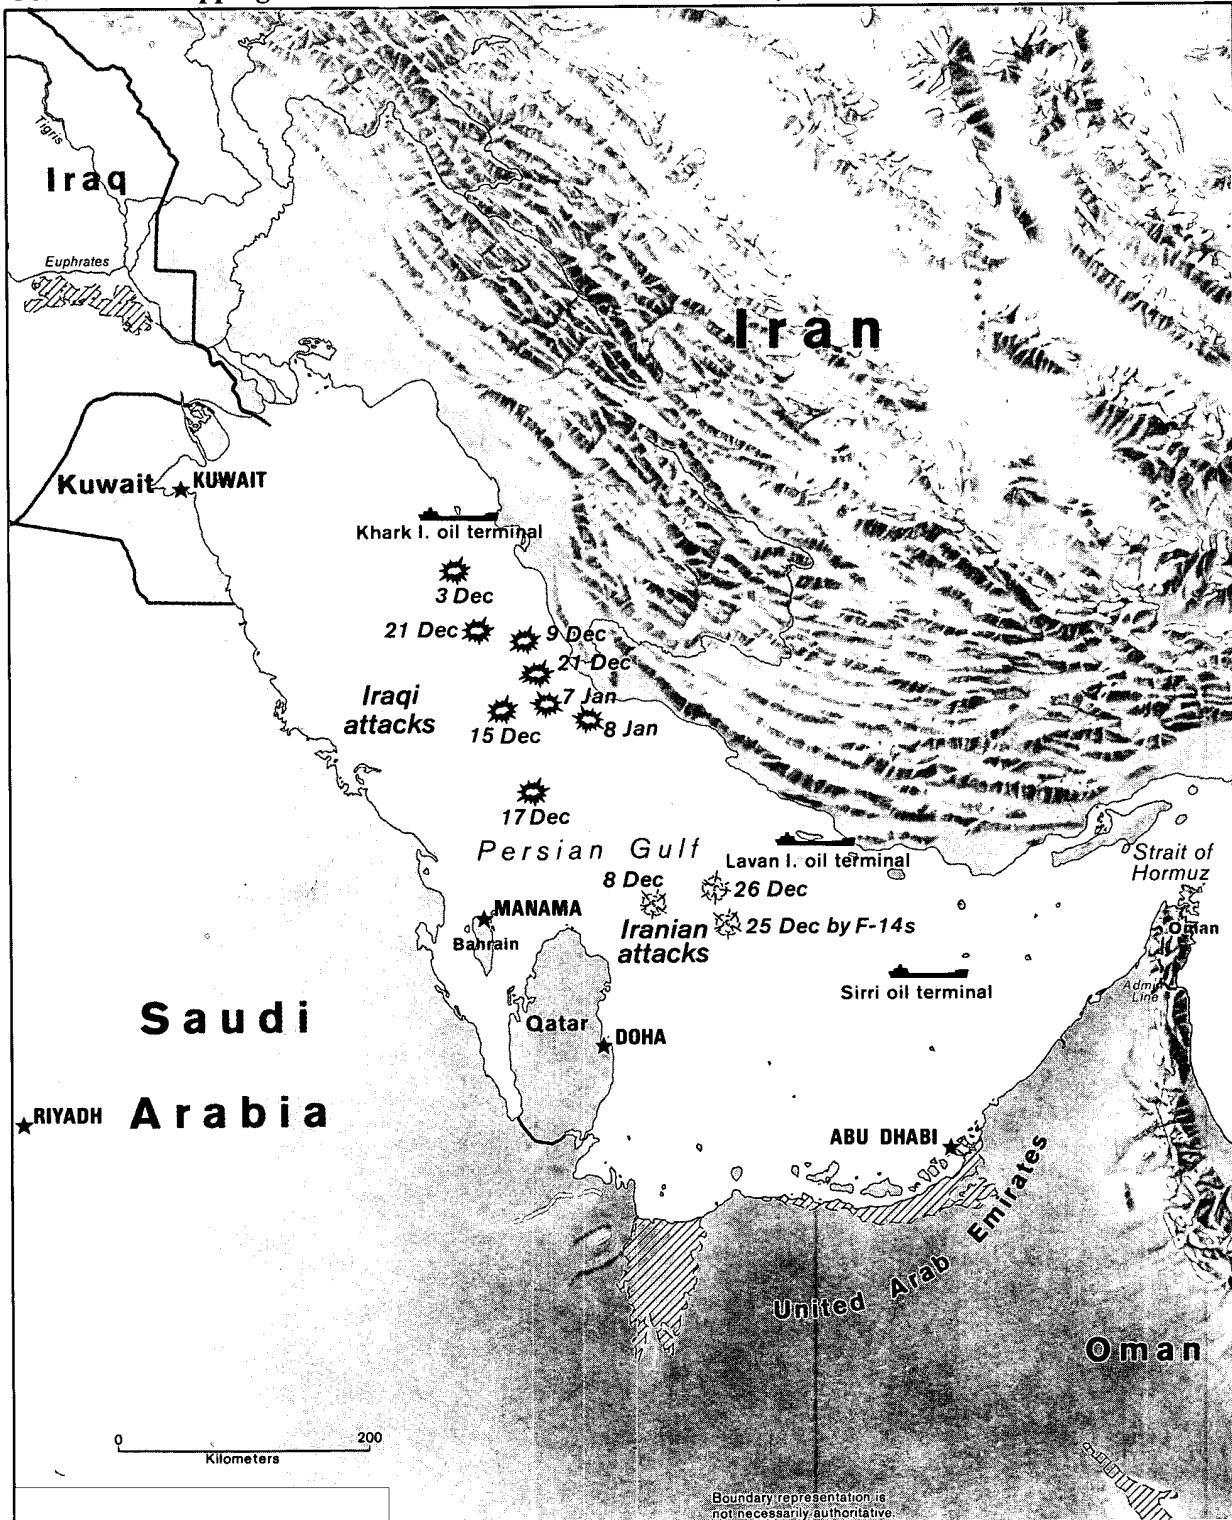 Tigris
Iraq
Euphrates
Iran
Kuwait
KUWAIT
Khark I. oil terminal
3 Dec
21 Dec
9 Dec
21 Dec
Iraqi
attacks
7 Jan
15 Dec
8 Jan
17 Dec
Persian Gulf
Lavan I. oil terminal
Strait of
Hormuz
8 Dec
26 Dec
MANAMA
Bahrain
Iranian
attacks
25 Dec by F-14s
Oman
Sirri oil terminal
Admin
Line
Saudi
Arabia
Qatar
DOHA
RIYADH
ABU DHABI
United Arab Emirates
Oman
0
200
Kilometers
Boundary representation is
not necessarily authoritative.